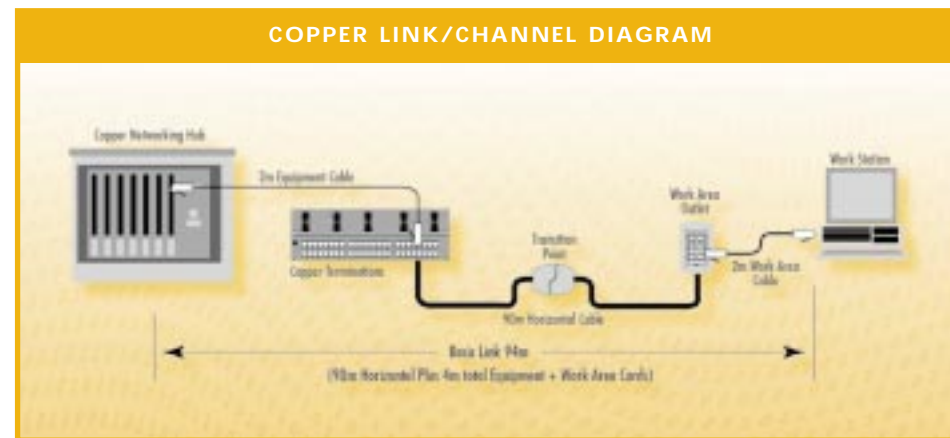 COPPER LINK/CHANNEL DIAGRAM
Copper Networking Hub
2m Equipment Cable
Copper Terminations
Transition
Point
90m Horizontal Cable
Work Area
Outlet
2m Work Area
Cable
Work Station
Basic Link 94m
(90m Horizontal Plus 4m total Equipment + Work Area Cords)